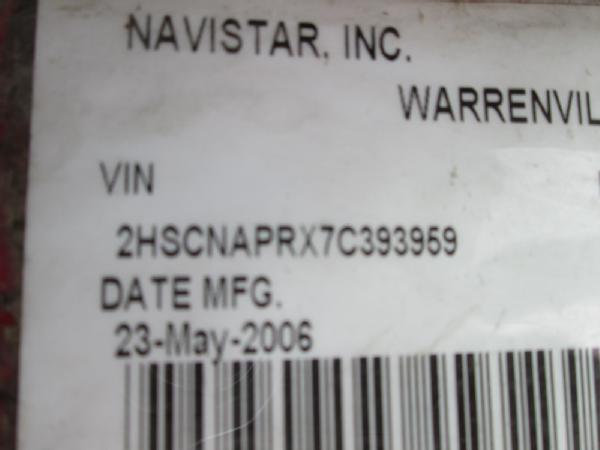 NAVISTAR, INC.
WARRENVIL
VIN
2HSCNAPRX7C393959
DATE MFG.
23-May-2006